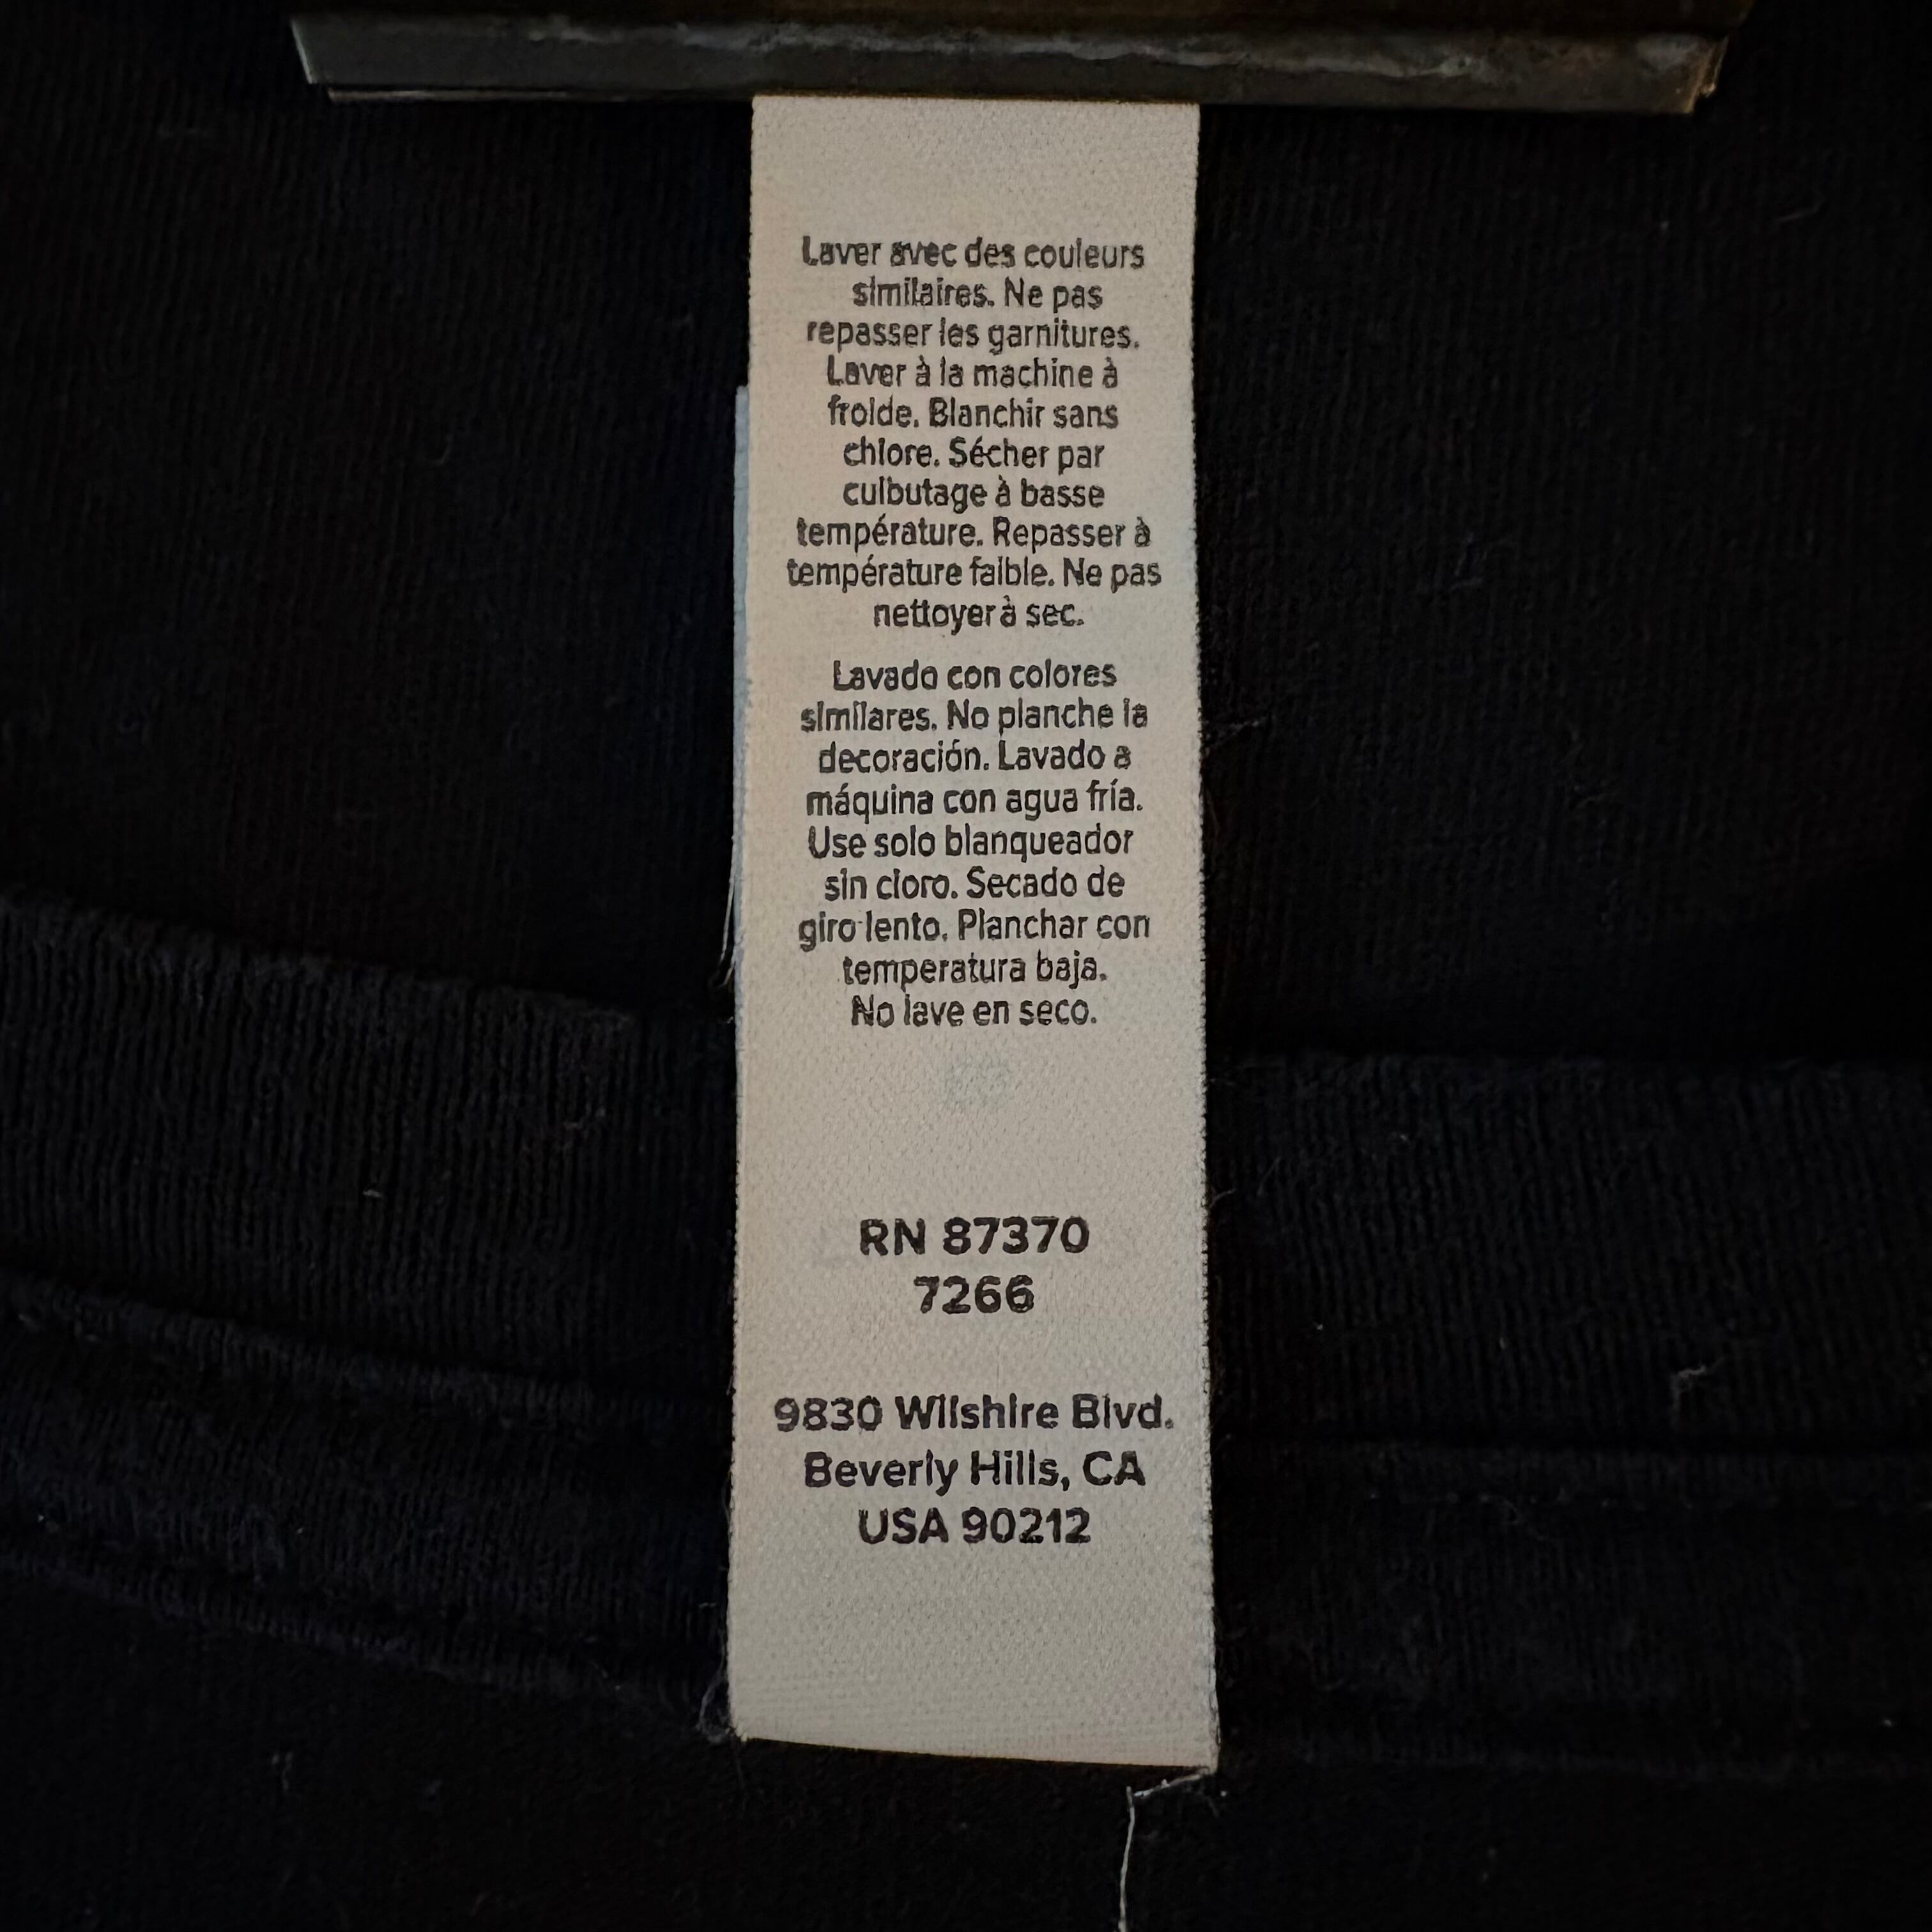 Laver avec des couleurs
similaires. Ne pas
repasser les garnitures.
Laver à la machine à
froide. Blanchir sans
chlore. Sécher par
culbutage à basse
température. Repasser à
température faible. Ne pas
nettoyer à sec.
Lavado con colores
similares. No planche la
decoración. Lavado a
máquina con agua fría.
Use solo blanqueador
sin cloro. Secado de
giro lento. Planchar con
temperatura baja.
No lave en seco.
RN 87370
7266
9830 Wilshire Blvd.
Beverly Hills, CA
USA 90212